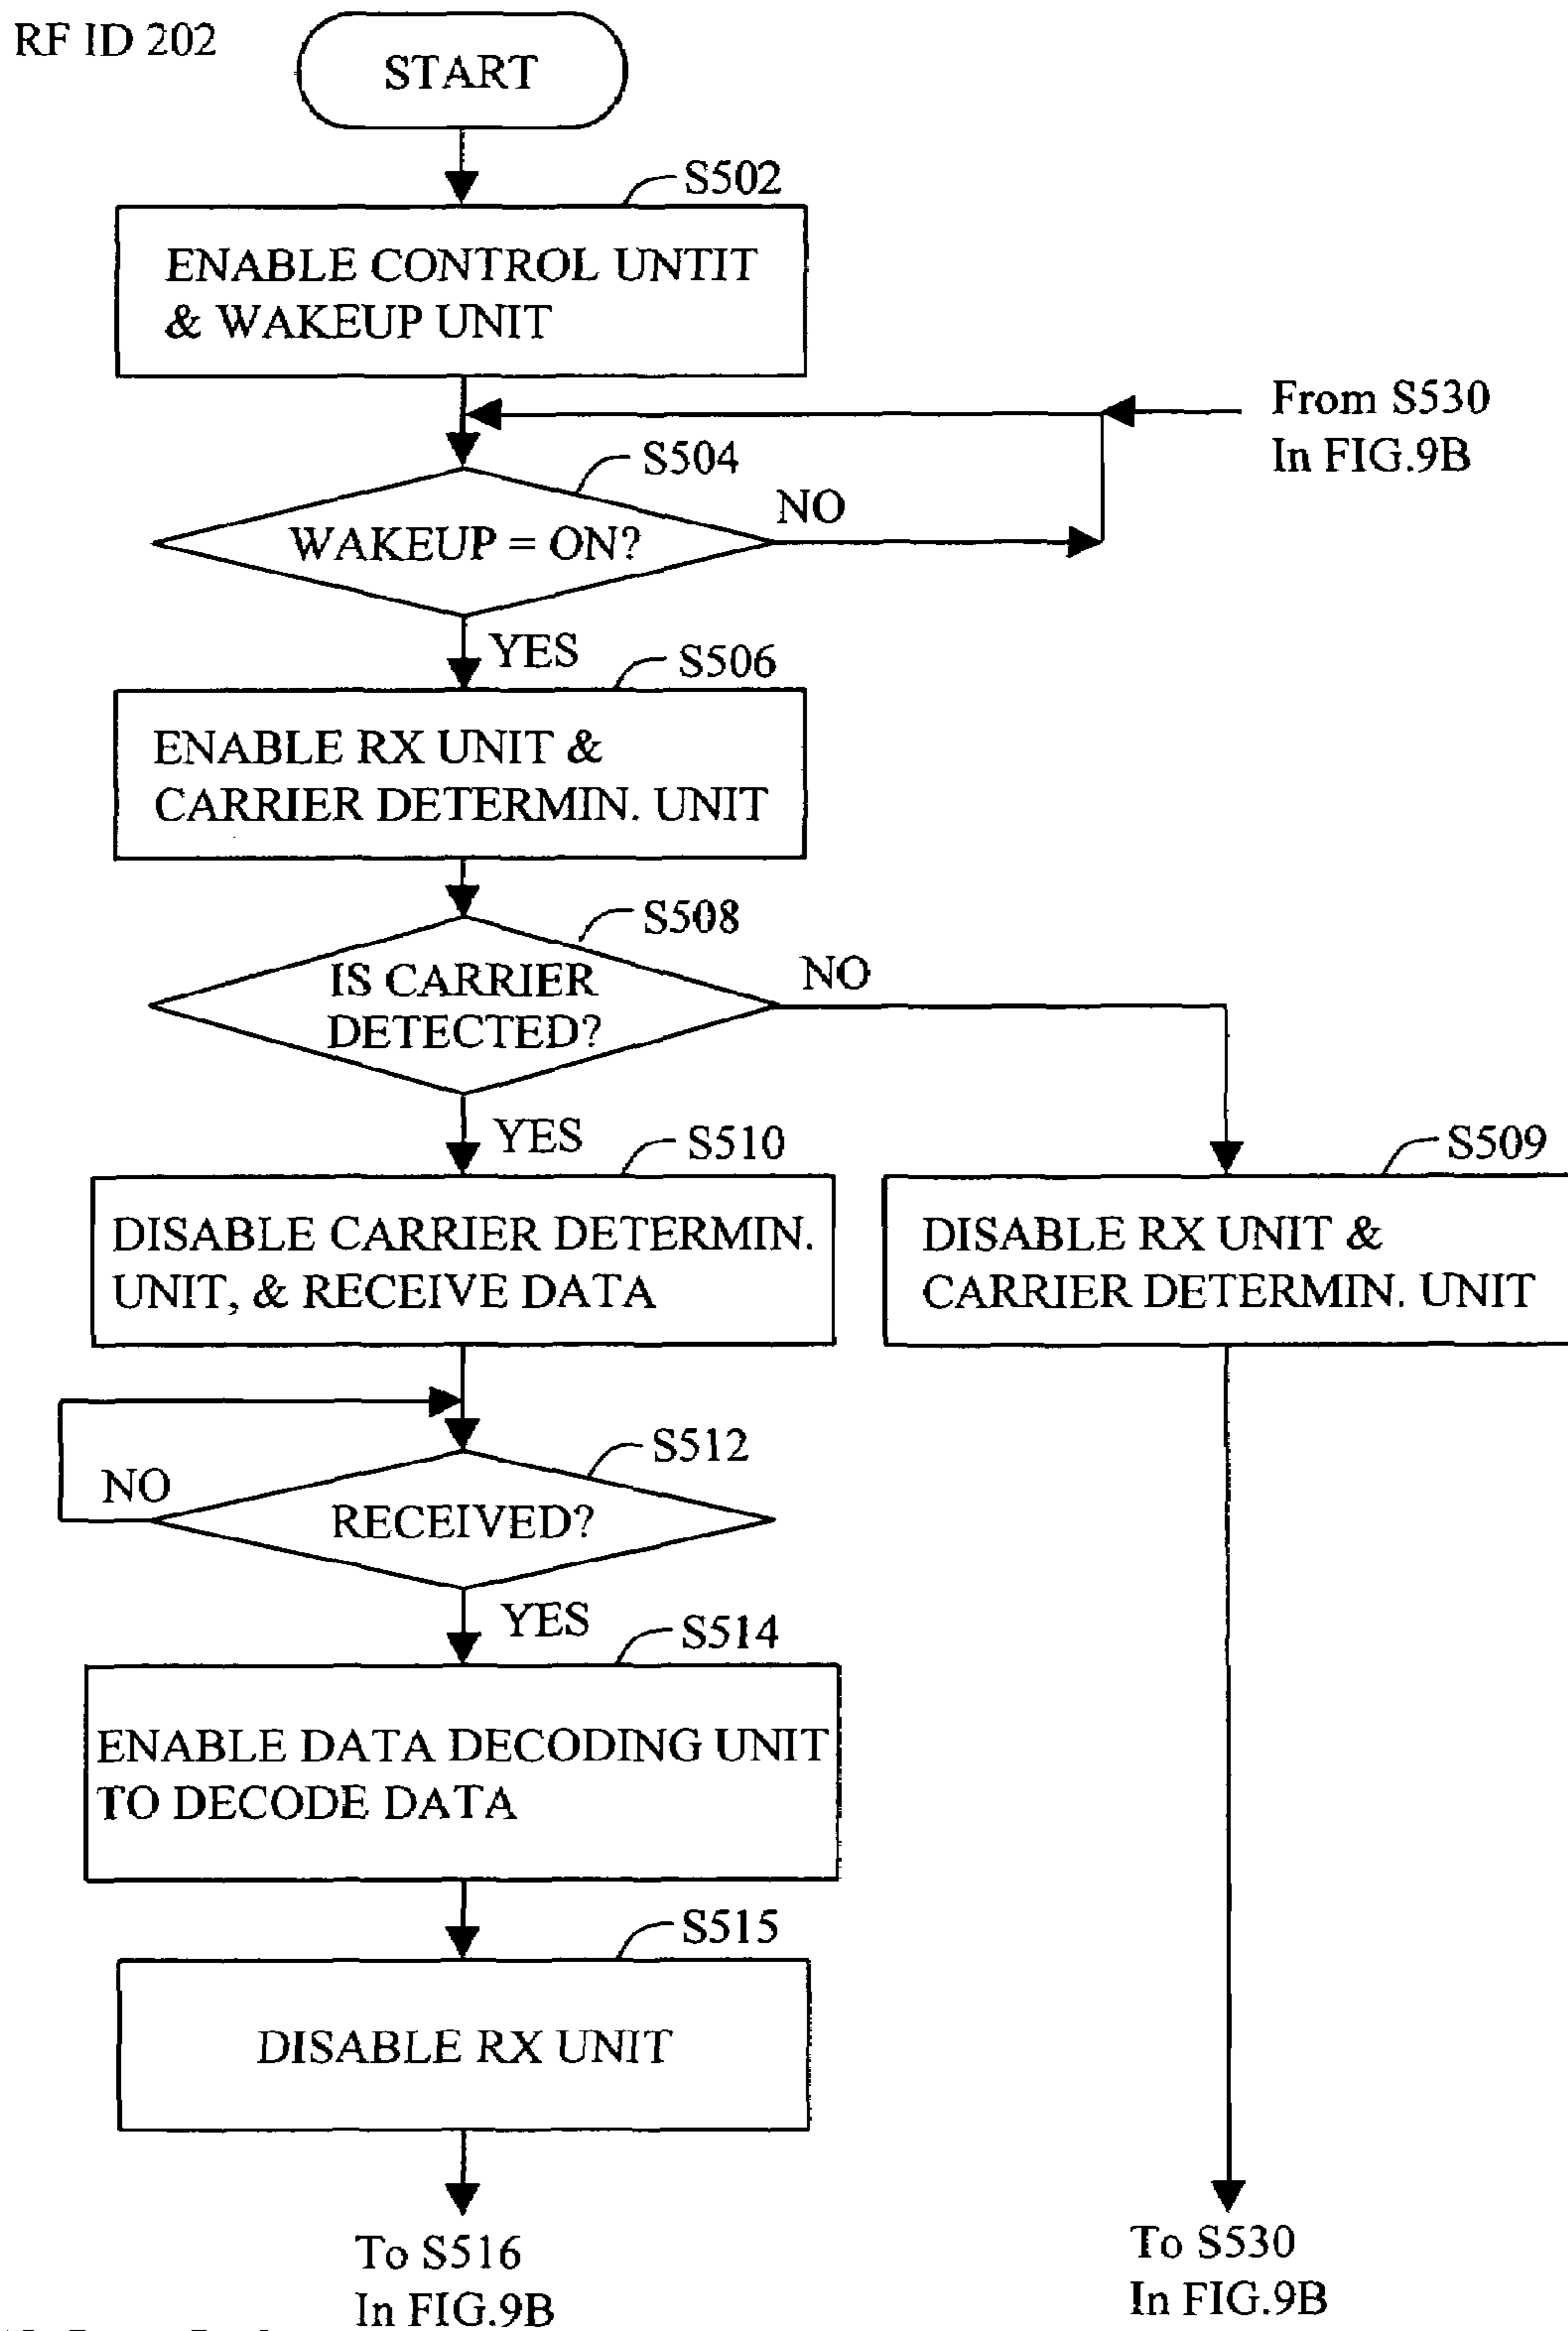 RF ID 202
START
S502
ENABLE CONTROL UNTIT
& WAKEUP UNIT
From S530
In FIG.9B
S504
WAKEUP = ON?
NO
YES
S506
ENABLE RX UNIT &
CARRIER DETERMIN. UNIT
S508
IS CARRIER
DETECTED?
NO
YES
S510
DISABLE CARRIER DETERMIN.
UNIT, & RECEIVE DATA
S509
DISABLE RX UNIT &
CARRIER DETERMIN. UNIT
S512
NO
RECEIVED?
YES
S514
ENABLE DATA DECODING UNIT
TO DECODE DATA
S515
DISABLE RX UNIT
To S516
In FIG.9B
To S530
In FIG.9B